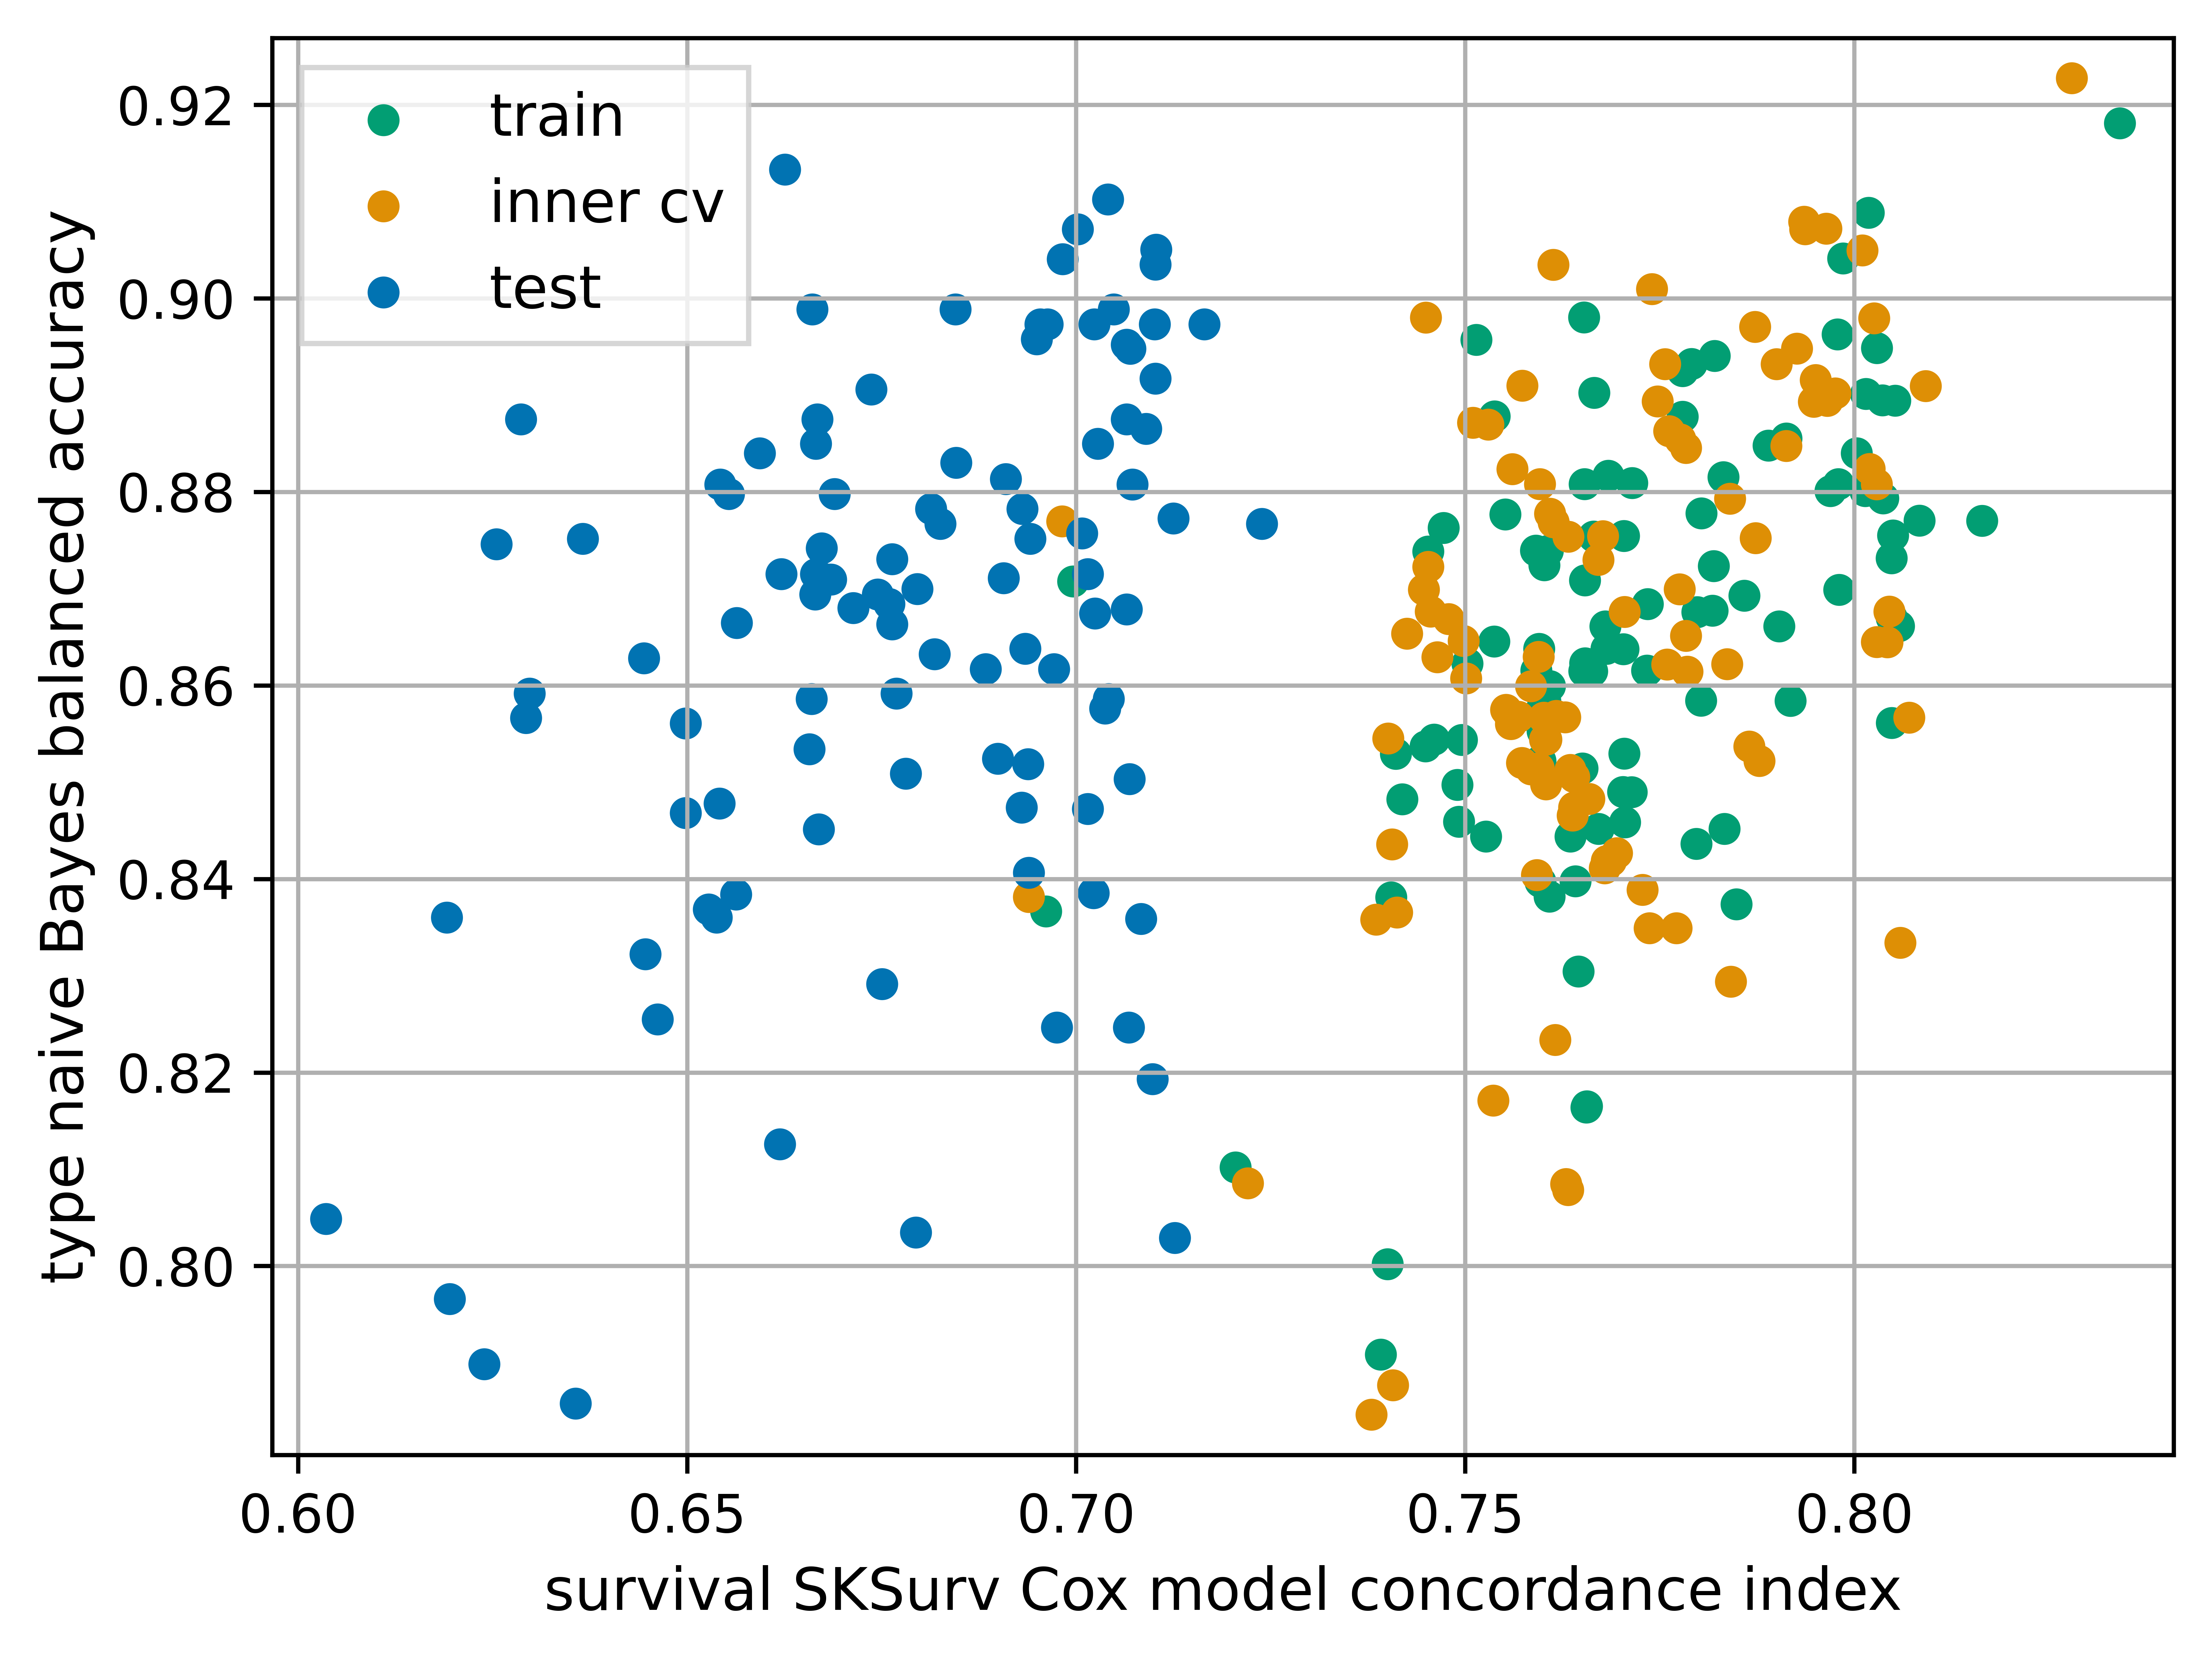 train
inner cv
test
type naive Bayes balanced accuracy
0.92
0.90
0.88
0.86
0.84
0.82
0.80
0.60 0.65 0.70 0.75 0.80
survival SKSurv Cox model concordance index